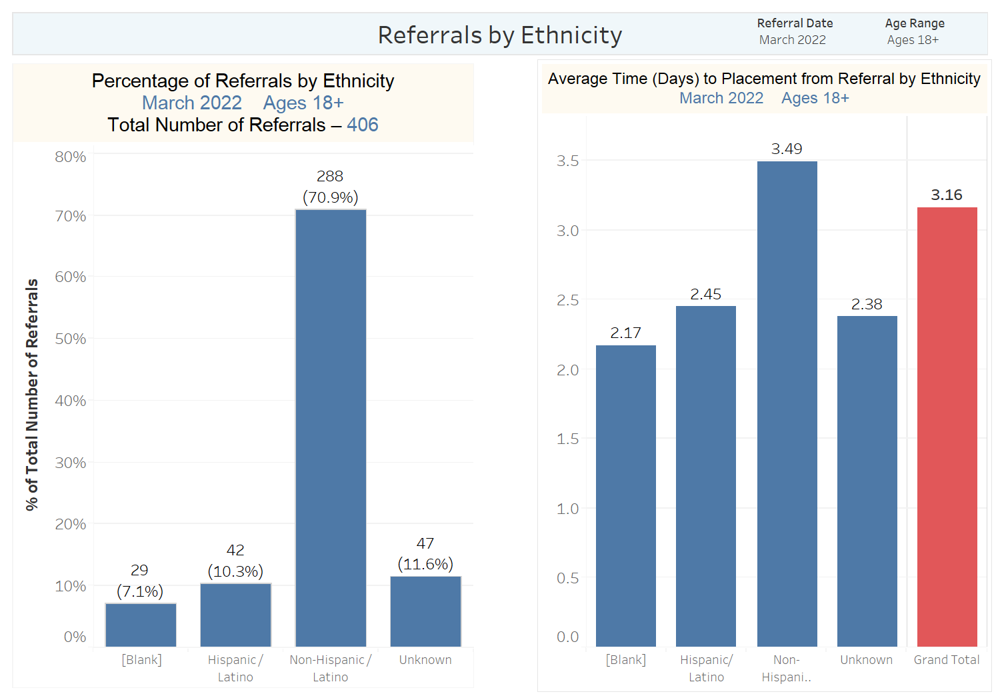 Referrals by Ethnicity
Referral Date
March 2022
Age Range
Ages 18+
Percentage of Referrals by Ethnicity
March 2022 Ages 18+
Total Number of Referrals – 406
% of Total Number of Referrals
80%
70%
60%
50%
40%
30%
20%
10%
0%
29
(7.1%)
42
(10.3%)
288
(70.9%)
47
(11.6%)
[Blank]
Hispanic /
Latino
Non-Hispanic /
Latino
Unknown
Average Time (Days) to Placement from Referral by Ethnicity
March 2022 Ages 18+
3.5
3.0
2.5
2.0
1.5
1.0
0.5
0.0
2.17
2.45
3.49
2.38
3.16
[Blank]
Hispanic/
Latino
Non-
Hispani..
Unknown
Grand Total